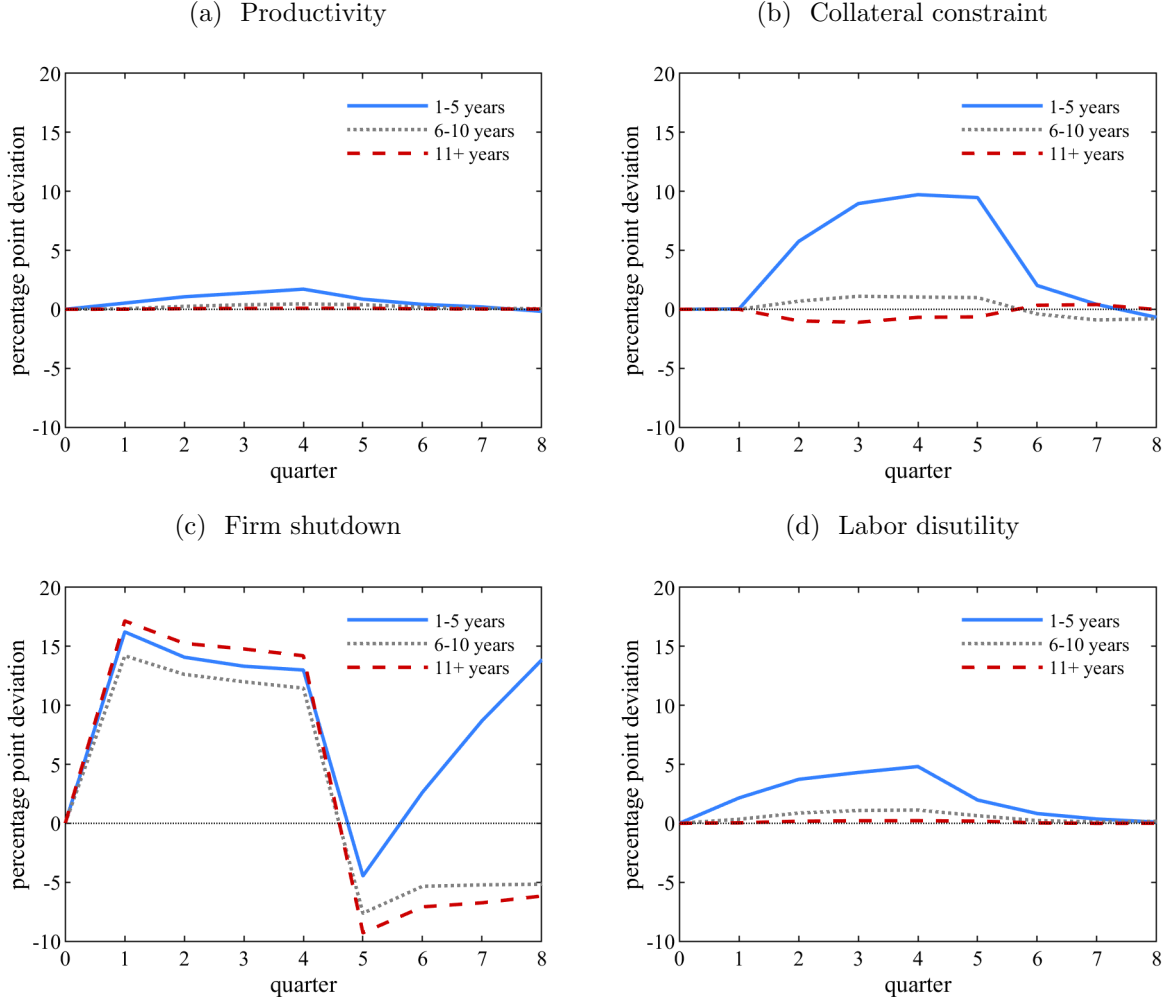 (a) Productivity
percentage point deviation
20
15
10
5
0
-5
-10
1-5 years
6-10 years
11+ years
0 1 2 3 4 5 6 7 8
quarter
(b) Collateral constraint
percentage point deviation
20
15
10
5
0
-5
-10
1-5 years
6-10 years
11+ years
0 1 2 3 4 5 6 7 8
quarter
(c) Firm shutdown
percentage point deviation
20
15
10
5
0
-5
-10
1-5 years
6-10 years
11+ years
0 1 2 3 4 5 6 7 8
quarter
(d) Labor disutility
percentage point deviation
20
15
10
5
0
-5
-10
1-5 years
6-10 years
11+ years
0 1 2 3 4 5 6 7 8
quarter